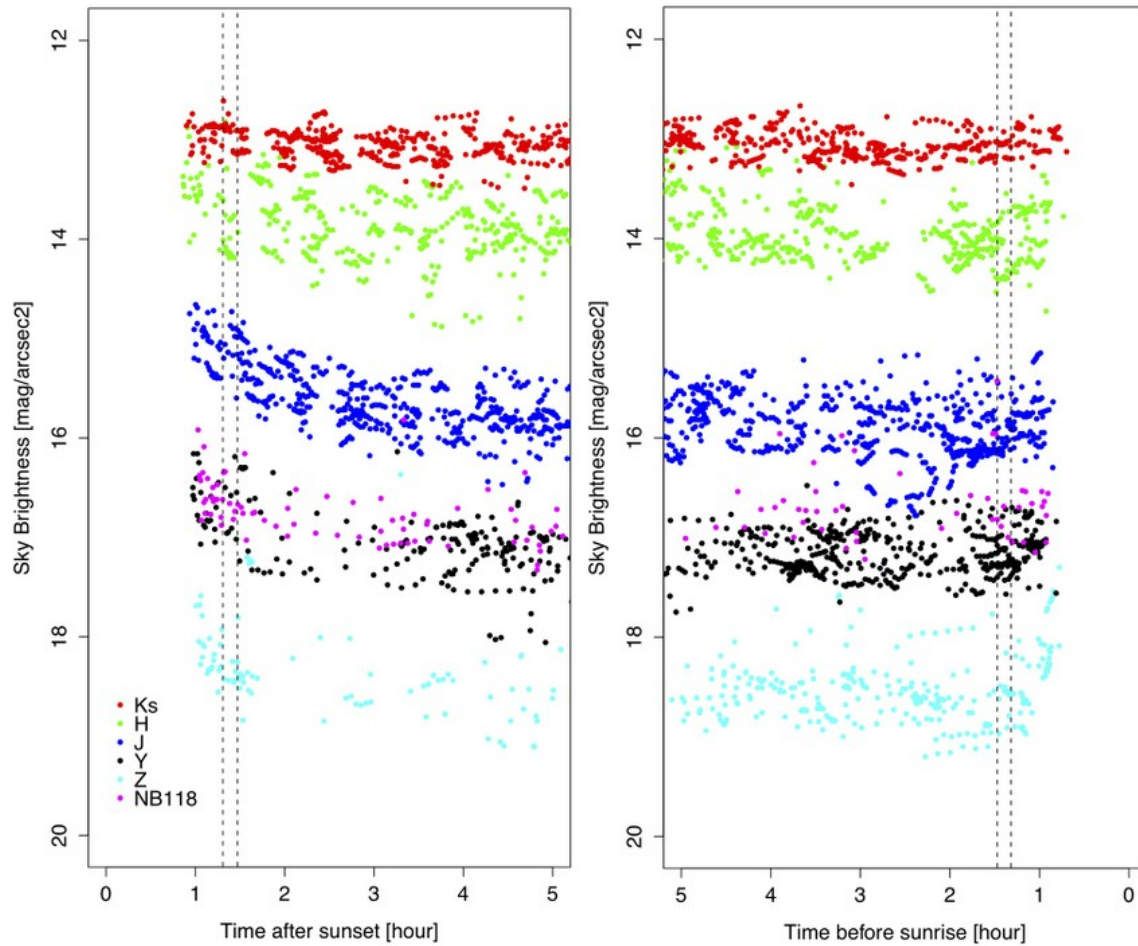 12
14
16
18
20
Sky Brightness [mag/arcsec2]
Ks
H
J
Y
Z
NB118
0
1
2
3
4
5
Time after sunset [hour]
12
14
16
18
20
Sky Brightness [mag/arcsec2]
5
4
3
2
1
0
Time before sunrise [hour]